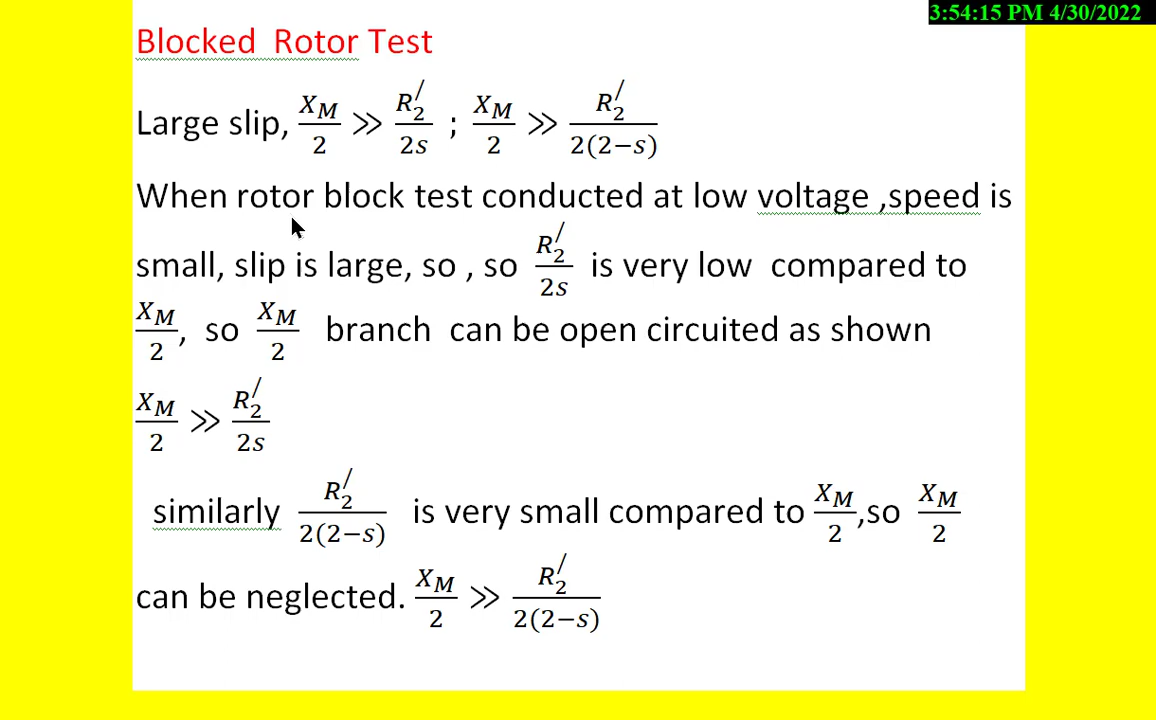 3:54:15 PM 4/30/2022
Blocked Rotor Test
Large slip, X_M/2 ≫ R_2^//2s ; X_M/2 ≫ R_2^//2(2−s)
When rotor block test conducted at low voltage ,speed is
small, slip is large, so , so R_2^//2s is very low compared to
X_M/2, so X_M/2 branch can be open circuited as shown
X_M/2 ≫ R_2^//2s
similarly R_2^//2(2−s) is very small compared to X_M/2,so X_M/2
can be neglected. X_M/2 ≫ R_2^//2(2−s)